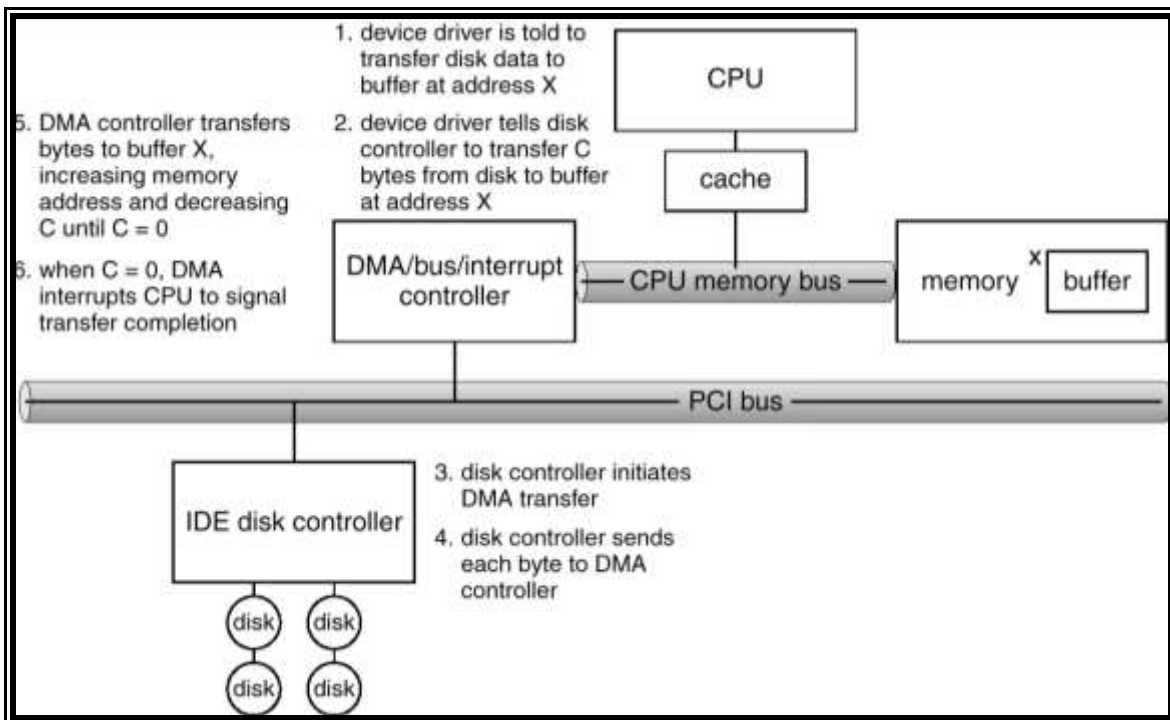 1. device driver is told to
transfer disk data to
buffer at address X
2. device driver tells disk
controller to transfer C
bytes from disk to buffer
at address X
5. DMA controller transfers
bytes to buffer X,
increasing memory
address and decreasing
C until C = 0
6. when C = 0, DMA
interrupts CPU to signal
transfer completion
CPU
cache
DMA/bus/interrupt
controller
CPU memory bus
memory
x
buffer
PCI bus
IDE disk controller
3. disk controller initiates
DMA transfer
4. disk controller sends
each byte to DMA
controller
disk
disk
disk
disk